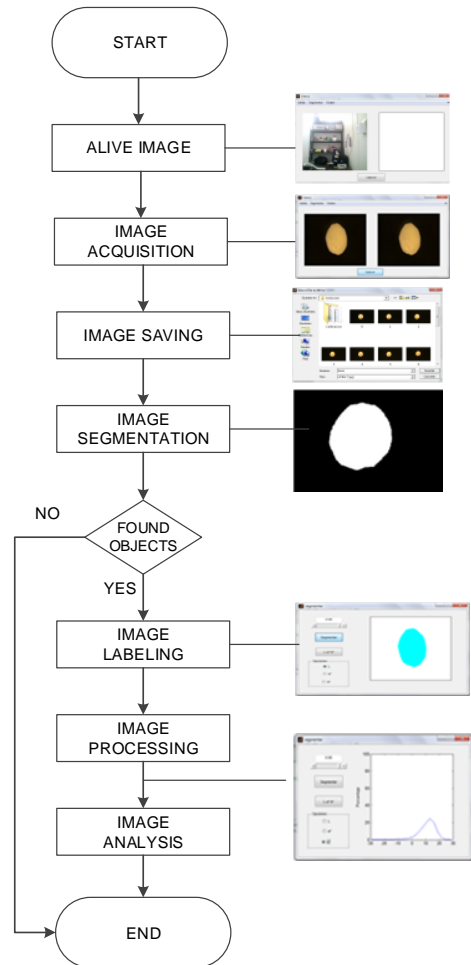 START
ALIVE IMAGE
IMAGE
ACQUISITION
IMAGE SAVING
IMAGE
SEGMENTATION
NO
FOUND
OBJECTS
YES
IMAGE
LABELING
IMAGE
PROCESSING
Percentage
IMAGE
ANALYSIS
END